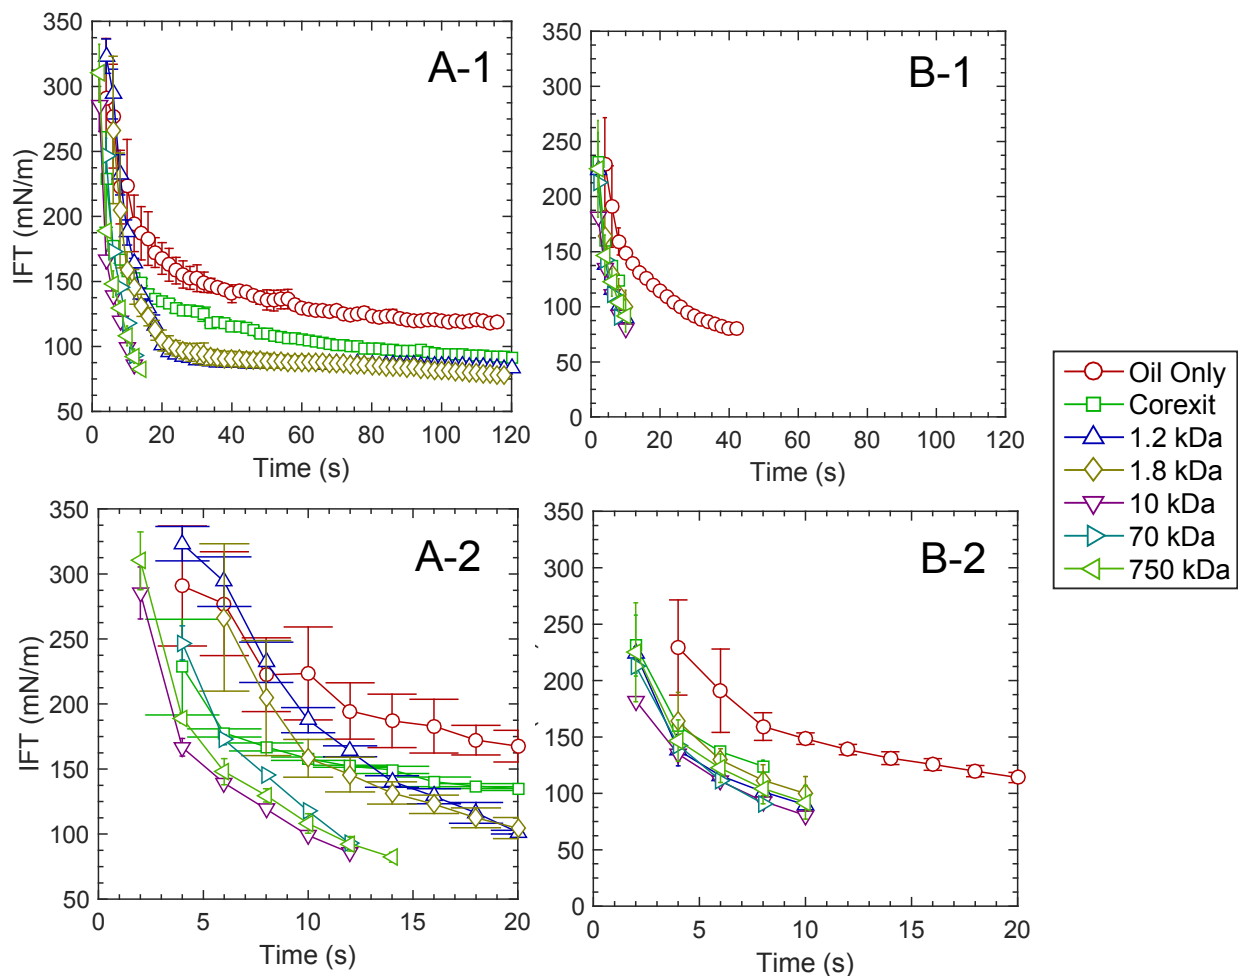 A-1
350
300
250
200
150
100
50
IFT (mN/m)
0 20 40 60 80 100 120
Time (s)
B-1
350
300
250
200
150
100
50
0
0 20 40 60 80 100 120
Time (s)
Oil Only
Corexit
1.2 kDa
1.8 kDa
10 kDa
70 kDa
750 kDa
A-2
350
300
250
200
150
100
50
IFT (mN/m)
0 5 10 15 20
Time (s)
B-2
350
300
250
200
150
100
50
0
0 5 10 15 20
Time (s)